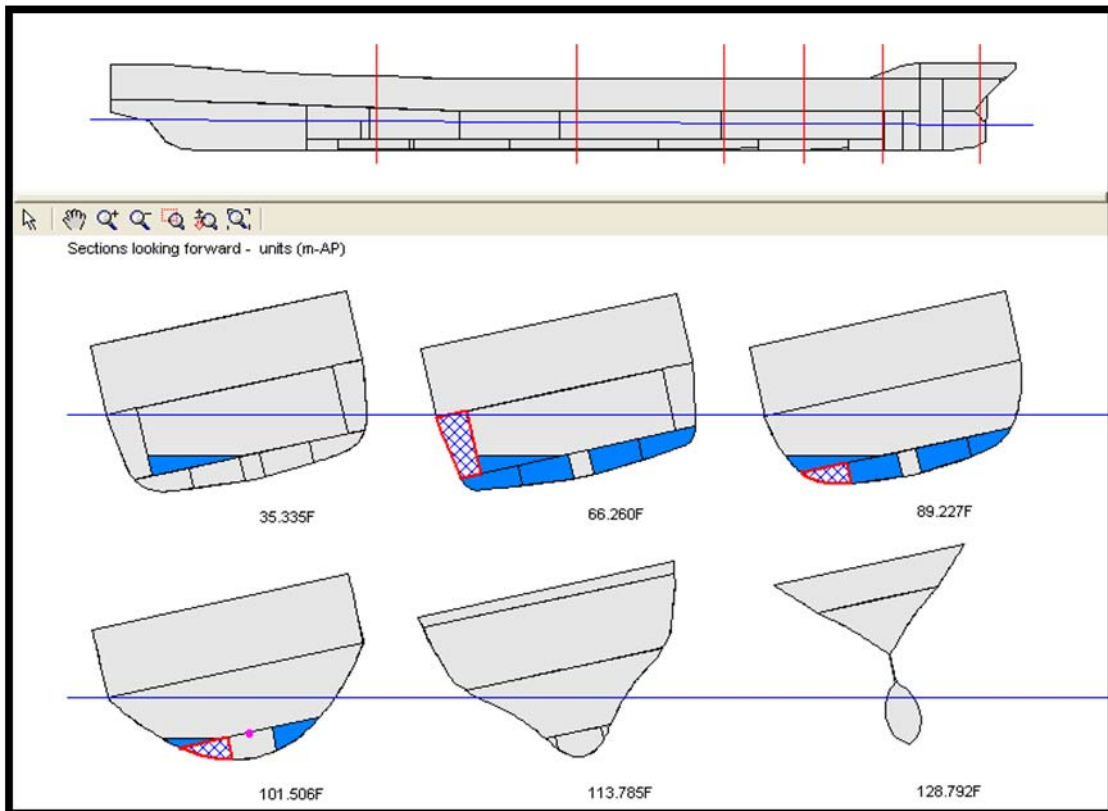 Sections looking forward - units (m-AP)
35.335F
66.260F
89.227F
101.506F
113.785F
128.792F